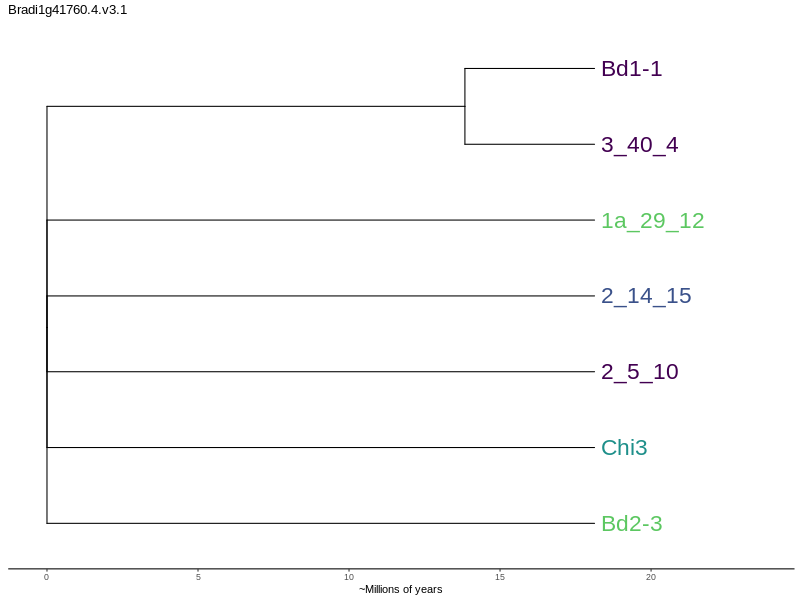 Bradi1g41760.4.v3.1
Bd1-1
3_40_4
1a_29_12
2_14_15
2_5_10
Chi3
Bd2-3
0 5 10 15 20
~Millions of years